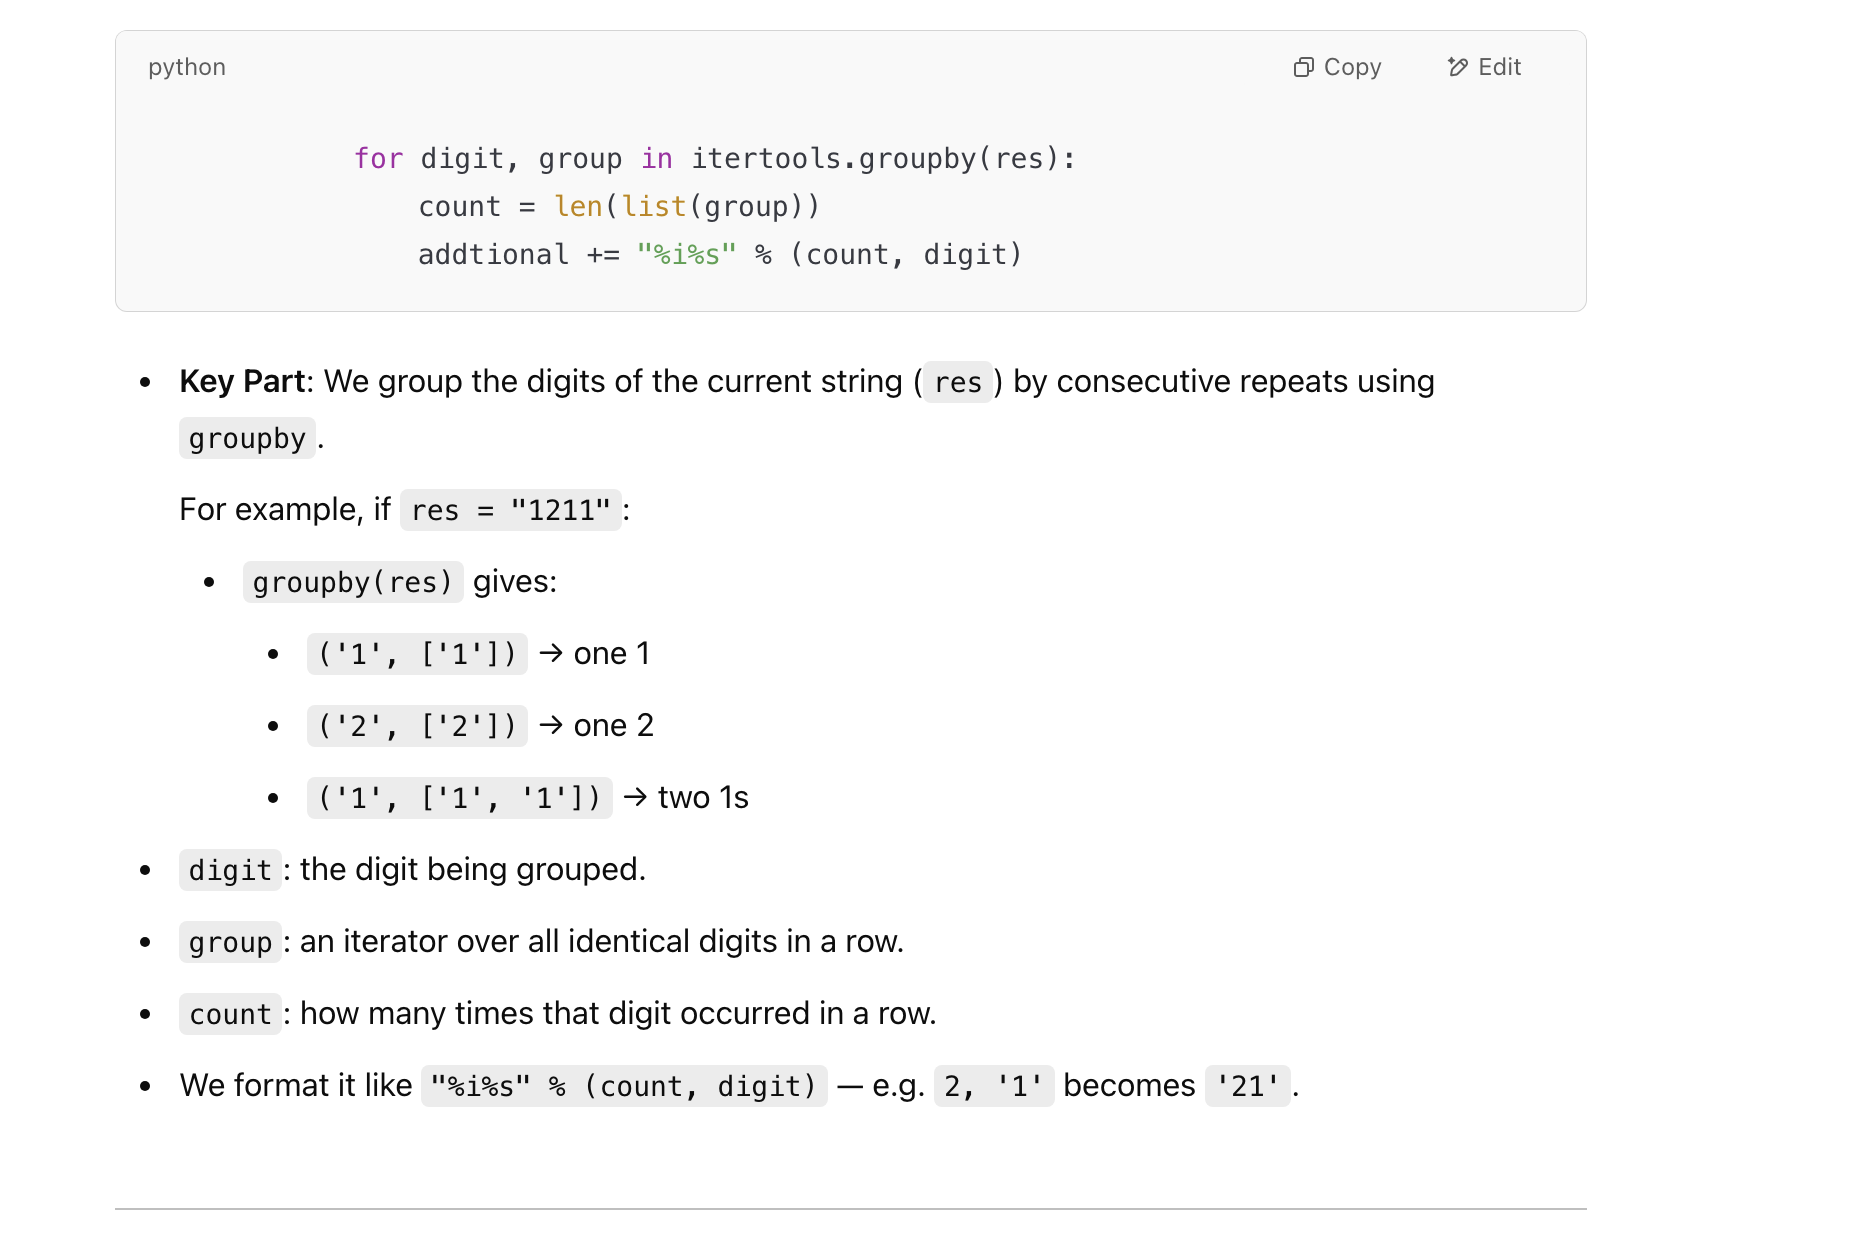 python
Copy
Edit
for digit, group in itertools.groupby(res):
count = len(list(group))
addtional += "%i%s" % (count, digit)
• Key Part: We group the digits of the current string (res) by consecutive repeats using
groupby.
For example, if res = "1211":
• groupby(res) gives:
• ('1', ['1']) → one 1
• ('2', ['2']) → one 2
• ('1', ['1', '1']) → two 1s
• digit: the digit being grouped.
• group: an iterator over all identical digits in a row.
• count: how many times that digit occurred in a row.
• We format it like "%i%s" % (count, digit) — e.g. 2, '1' becomes '21'.